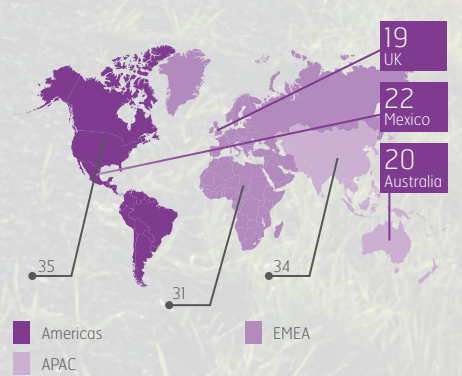 19
UK
22
Mexico
20
Australia
35
31
34
Americas
EMEA
APAC